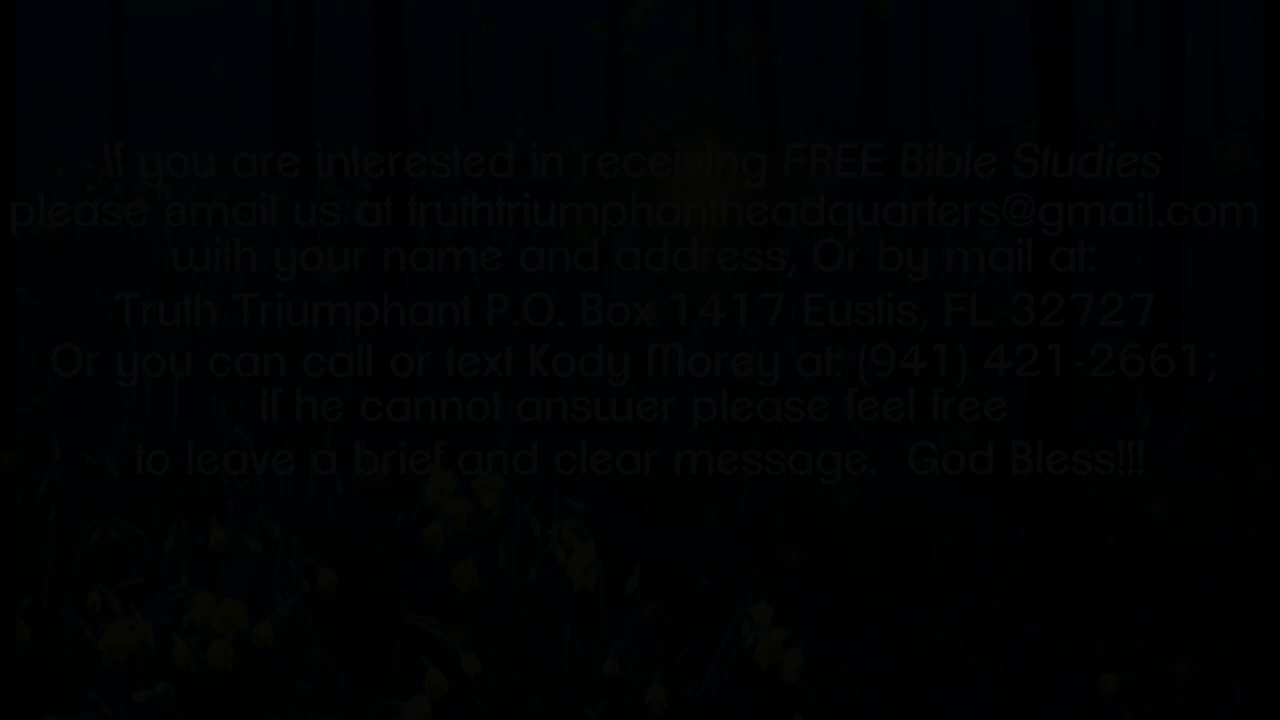 If you are interested in receiving FREE Bible Studies
please email us at truthtriumphantheadquarters@gmail.com
with your name and address, Or by mail at:
Truth Triumphant P.O. Box 1417 Eustis, FL 32727
Or you can call or text Kody Morey at: (941) 421-2661;
If he cannot answer please feel free
to leave a brief and clear message.  God Bless!!!